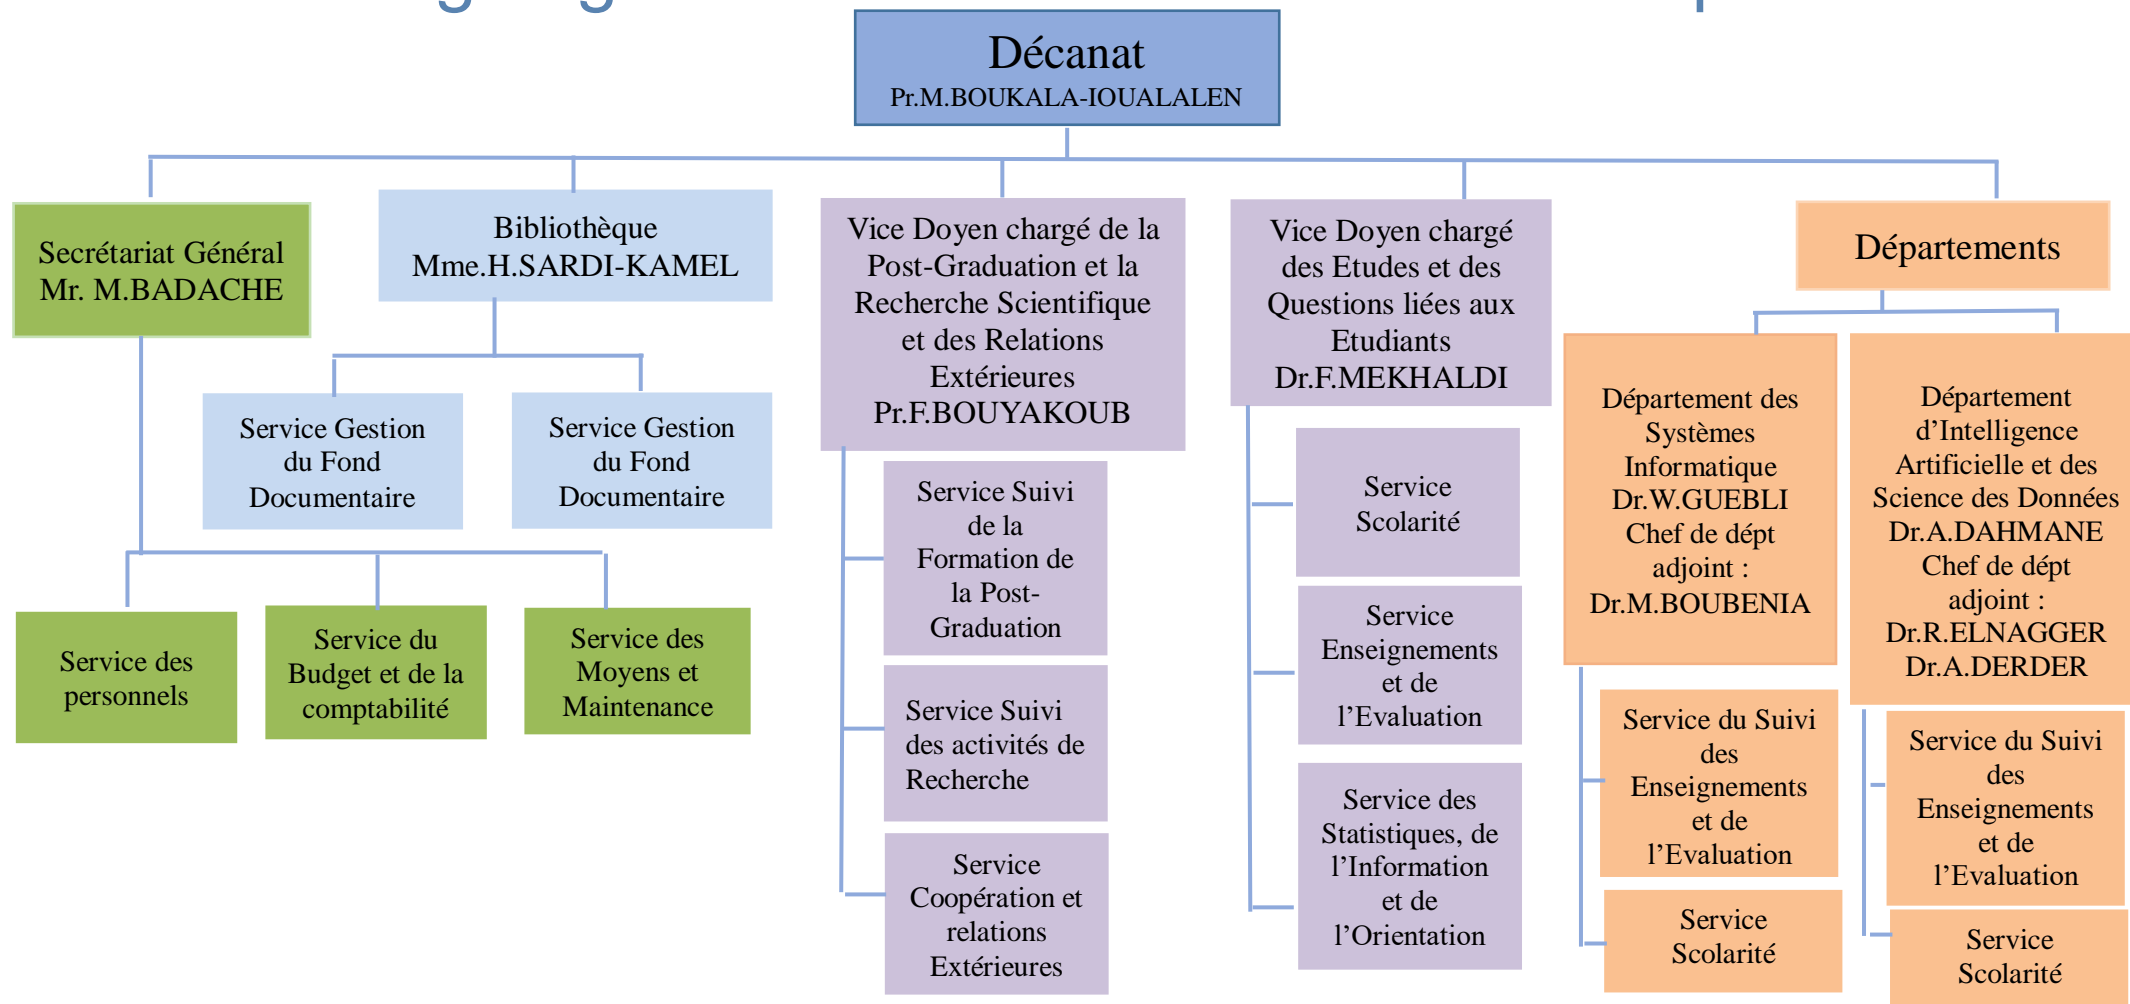 Décanat
Pr.M.BOUKALA-IOUALALEN
Secrétariat Général
Mr. M.BADACHE
Bibliothèque
Mme.H.SARDI-KAMEL
Vice Doyen chargé de la
Post-Graduation et la
Recherche Scientifique
et des Relations
Extérieures
Pr.F.BOUYAKOUB
Vice Doyen chargé
des Etudes et des
Questions liées aux
Etudiants
Dr.F.MEKHALDI
Départements
Service Gestion
du Fond
Documentaire
Service Gestion
du Fond
Documentaire
Service des
personnels
Service du
Budget et de la
comptabilité
Service des
Moyens et
Maintenance
Service Suivi
de la
Formation de
la Post-
Graduation
Service Suivi
des activités de
Recherche
Service
Coopération et
relations
Extérieures
Service
Scolarité
Service
Enseignements
et de
l’Evaluation
Service des
Statistiques, de
l’Information
et de
l’Orientation
Département des
Systèmes
Informatique
Dr.W.GUEBLI
Chef de dépt
adjoint :
Dr.M.BOUBENIA
Service du Suivi
des
Enseignements
et de
l’Evaluation
Service
Scolarité
Département
d’Intelligence
Artificielle et des
Science des Données
Dr.A.DAHMANE
Chef de dépt
adjoint :
Dr.R.ELNAGGER
Dr.A.DERDER
Service du Suivi
des
Enseignements
et de
l’Evaluation
Service
Scolarité